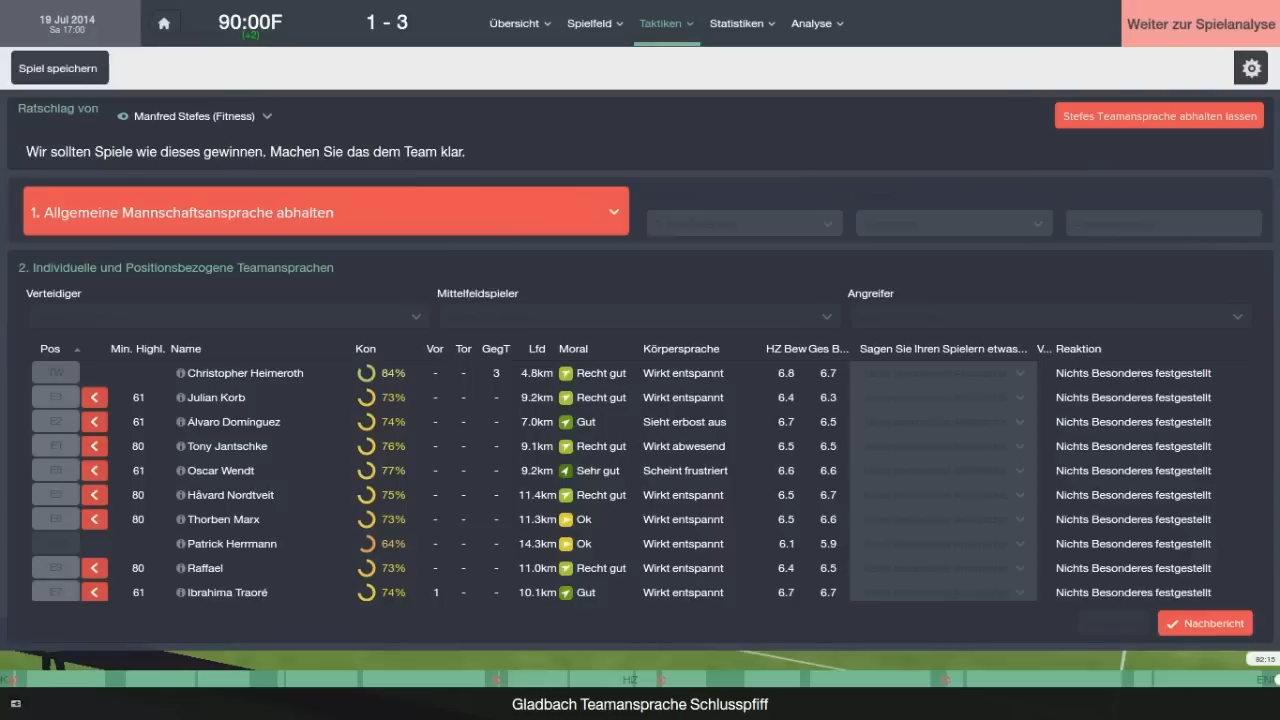 19 Jul 2014
Sa 17:00
90:00F
(+2)
1 - 3
Übersicht
Spielfeld
Taktiken
Statistiken
Analyse
Weiter zur Spielanalyse
Spiel speichern
Ratschlag von
Manfred Stefes (Fitness)
Stefes Teamansprache abhalten lassen
Wir sollten Spiele wie dieses gewinnen. Machen Sie das dem Team klar.
1. Allgemeine Mannschaftsansprache abhalten
2. Individuelle und Positionsbezogene Teamansprachen
Verteidiger Mittelfeldspieler Angreifer
Pos Min. Highl. Name Kon Vor Tor GegT Lfd Moral Körpersprache HZ Bew Ges B... Sagen Sie Ihren Spielern etwas... V... Reaktion
TW Christopher Heimeroth 84% - - 3 4.8km Recht gut Wirkt entspannt 6.8 6.7 Nichts Besonderes festgestellt
61 Julian Korb 73% - - - 9.2km Recht gut Wirkt entspannt 6.4 6.3 Nichts Besonderes festgestellt
E2 61 Álvaro Domínguez 74% - - - 7.0km Gut Sieht erbost aus 6.7 6.5 Nichts Besonderes festgestellt
80 Tony Jantschke 76% - - - 9.1km Recht gut Wirkt abwesend 6.5 6.5 Nichts Besonderes festgestellt
61 Oscar Wendt 77% - - - 9.2km Sehr gut Scheint frustriert 6.6 6.6 Nichts Besonderes festgestellt
80 Håvard Nordtveit 75% - - - 11.4km Recht gut Wirkt entspannt 6.5 6.7 Nichts Besonderes festgestellt
80 Thorben Marx 73% - - - 11.3km Ok Wirkt entspannt 6.5 6.6 Nichts Besonderes festgestellt
Patrick Herrmann 64% - - - 14.3km Ok Wirkt entspannt 6.1 5.9 Nichts Besonderes festgestellt
80 Raffael 73% - - - 11.0km Recht gut Wirkt entspannt 6.4 6.5 Nichts Besonderes festgestellt
E7 61 Ibrahima Traoré 74% 1 - - 10.1km Gut Wirkt entspannt 6.7 6.7 Nichts Besonderes festgestellt
Nachbericht
92:15
HZ
Gladbach Teamansprache Schlusspfiff